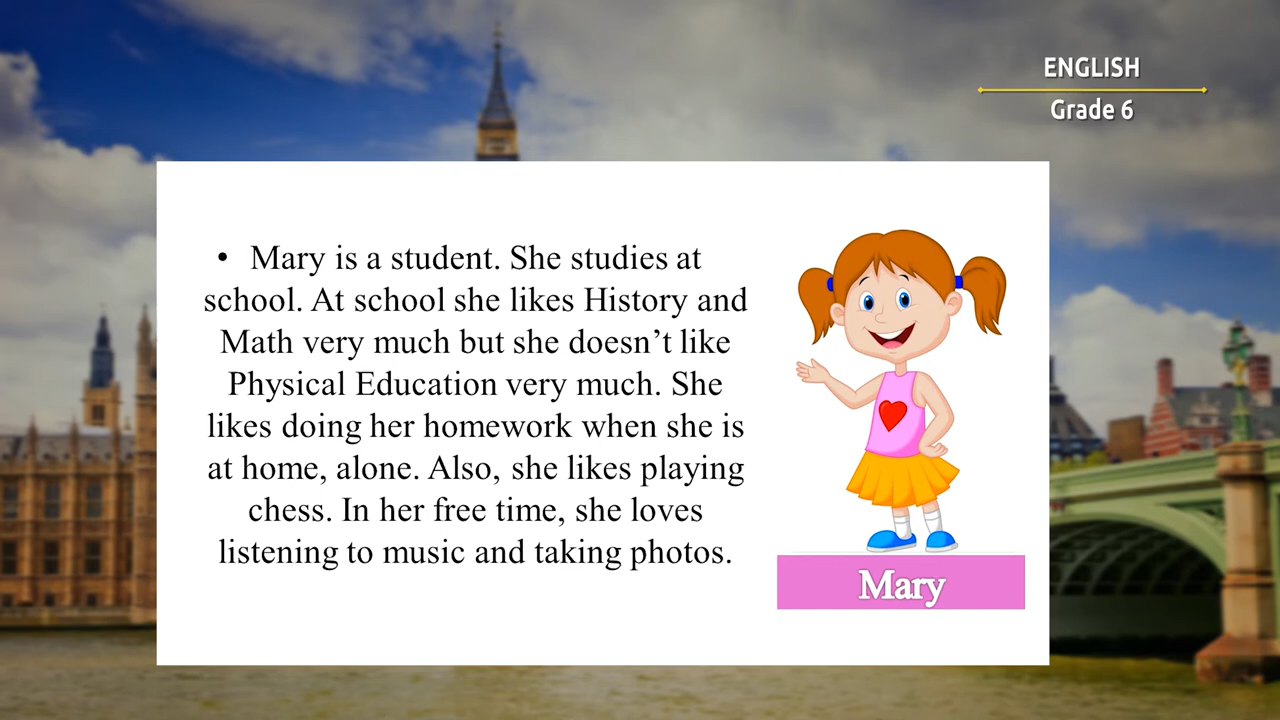 ENGLISH
Grade 6
• Mary is a student. She studies at
school. At school she likes History and
Math very much but she doesn’t like
Physical Education very much. She
likes doing her homework when she is
at home, alone. Also, she likes playing
chess. In her free time, she loves
listening to music and taking photos.
Mary